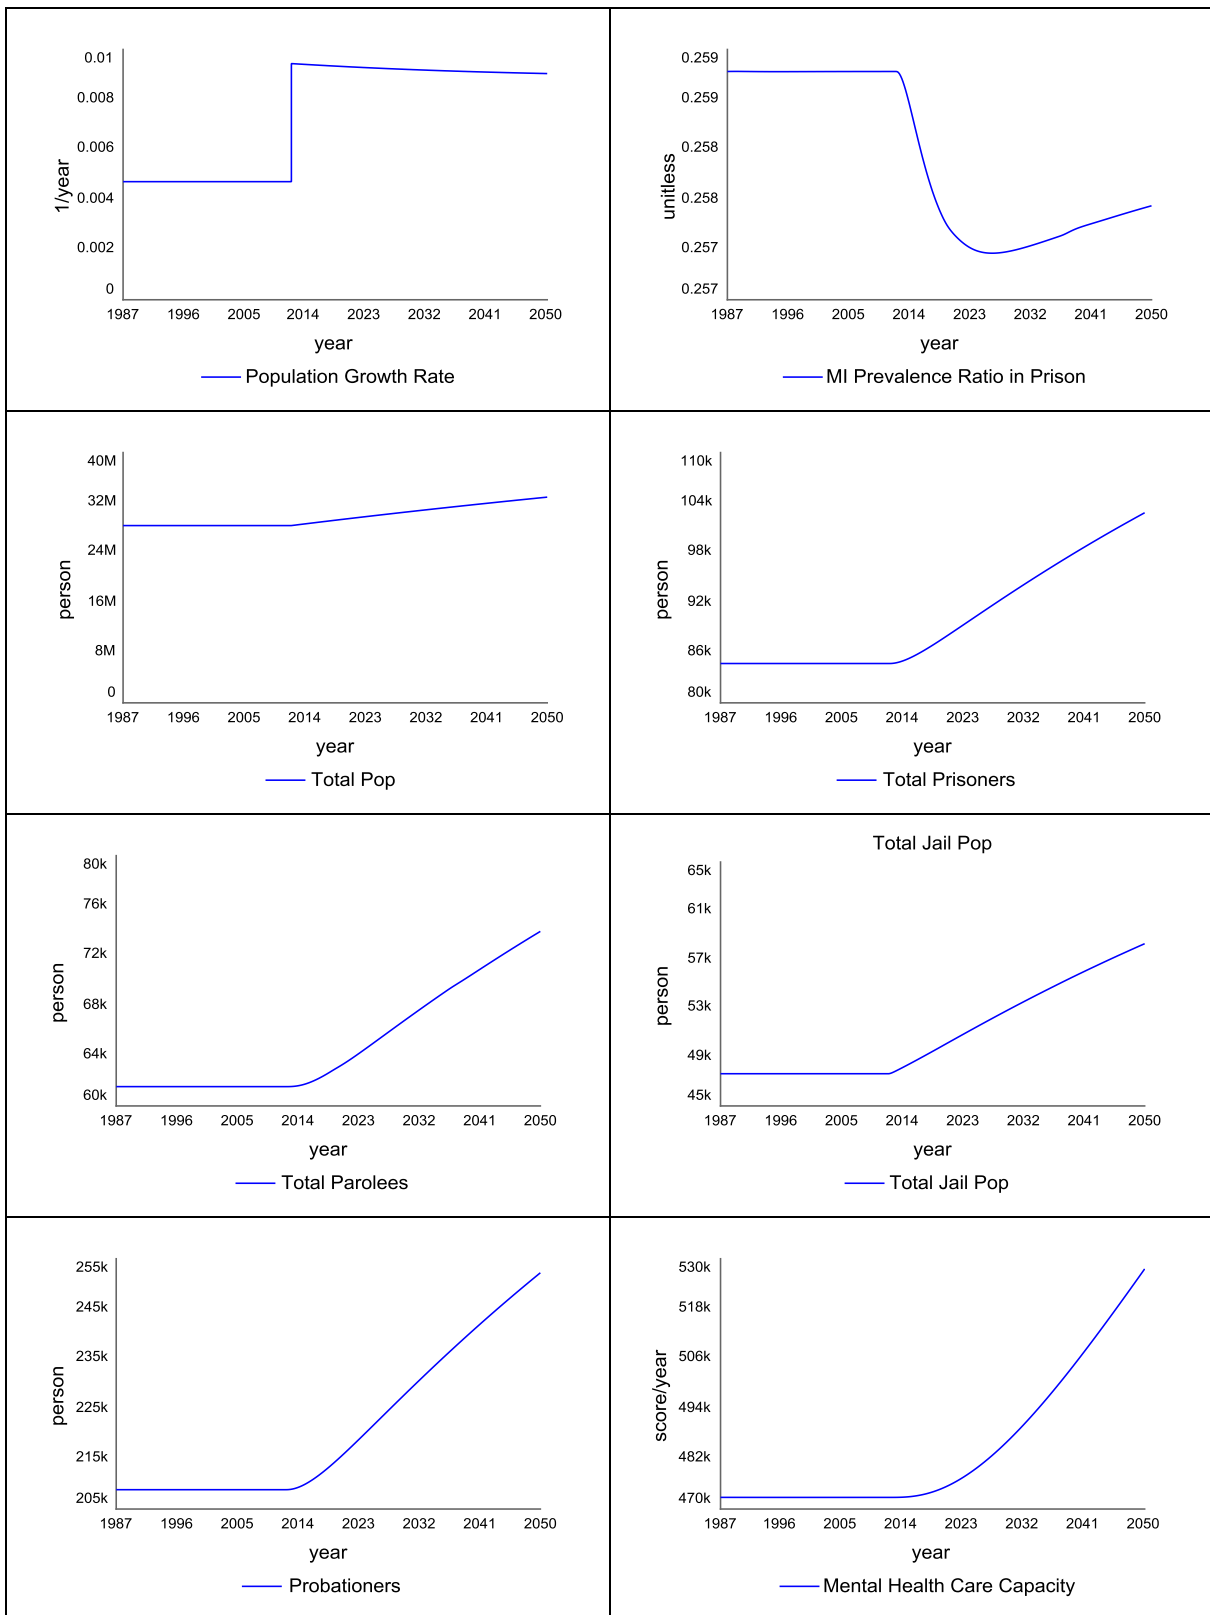 0.01
0.008
0.006
0.004
0.002
0
1/year
1987 1996 2005 2014 2023 2032 2041 2050
year
Population Growth Rate
0.259
0.259
0.258
0.258
0.257
0.257
unitless
1987 1996 2005 2014 2023 2032 2041 2050
year
MI Prevalence Ratio in Prison
40M
32M
24M
16M
8M
0
person
1987 1996 2005 2014 2023 2032 2041 2050
year
Total Pop
110k
104k
98k
92k
86k
80k
person
1987 1996 2005 2014 2023 2032 2041 2050
year
Total Prisoners
80k
76k
72k
68k
64k
60k
person
1987 1996 2005 2014 2023 2032 2041 2050
year
Total Parolees
Total Jail Pop
65k
61k
57k
53k
49k
45k
person
1987 1996 2005 2014 2023 2032 2041 2050
year
Total Jail Pop
255k
245k
235k
225k
215k
205k
person
1987 1996 2005 2014 2023 2032 2041 2050
year
Probationers
530k
518k
506k
494k
482k
470k
score/year
1987 1996 2005 2014 2023 2032 2041 2050
year
Mental Health Care Capacity